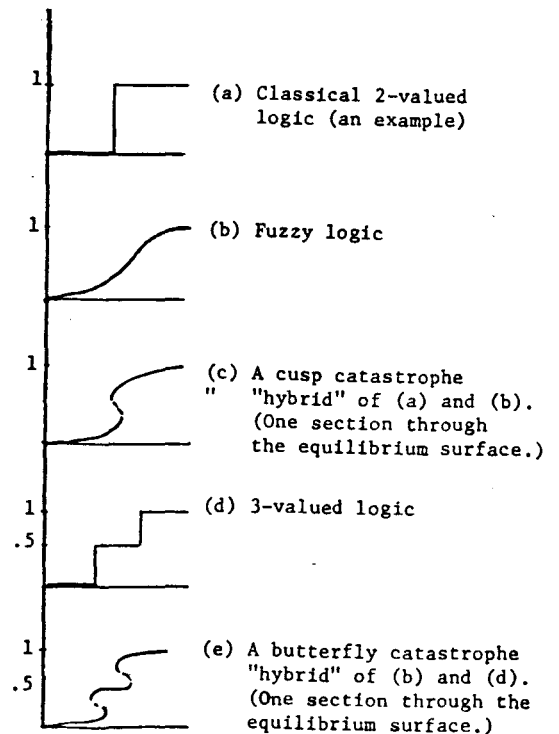 1
(a) Classical 2-valued
logic (an example)
1
(b) Fuzzy logic
1
(c) A cusp catastrophe
" "hybrid" of (a) and (b).
(One section through
the equilibrium surface.)
1
.5
(d) 3-valued logic
1
.5
(e) A butterfly catastrophe
"hybrid" of (b) and (d).
(One section through the
equilibrium surface.)